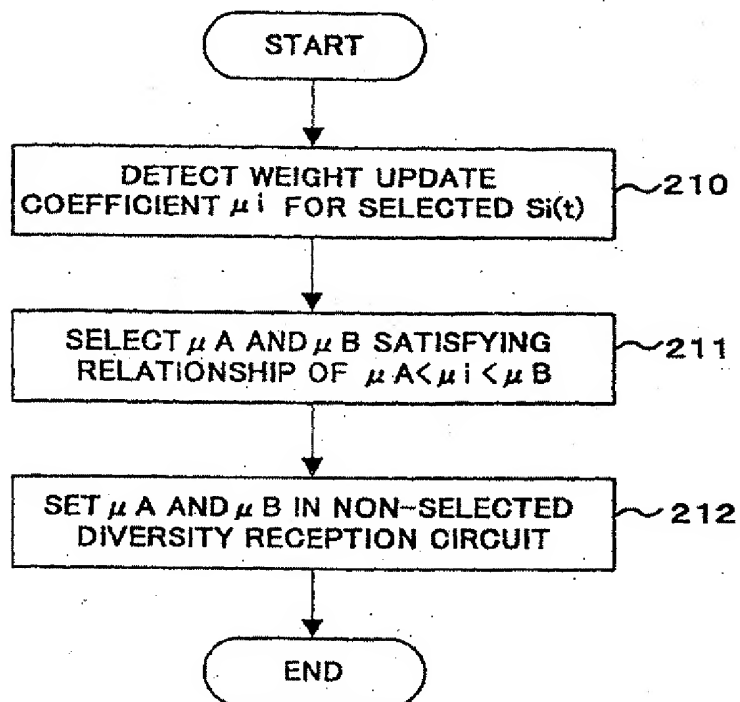 START
DETECT WEIGHT UPDATE
COEFFICIENT μi FOR SELECTED Si(t)
210
SELECT μA AND μB SATISFYING
RELATIONSHIP OF μA<μi<μB
211
SET μA AND μB IN NON-SELECTED
DIVERSITY RECEPTION CIRCUIT
212
END